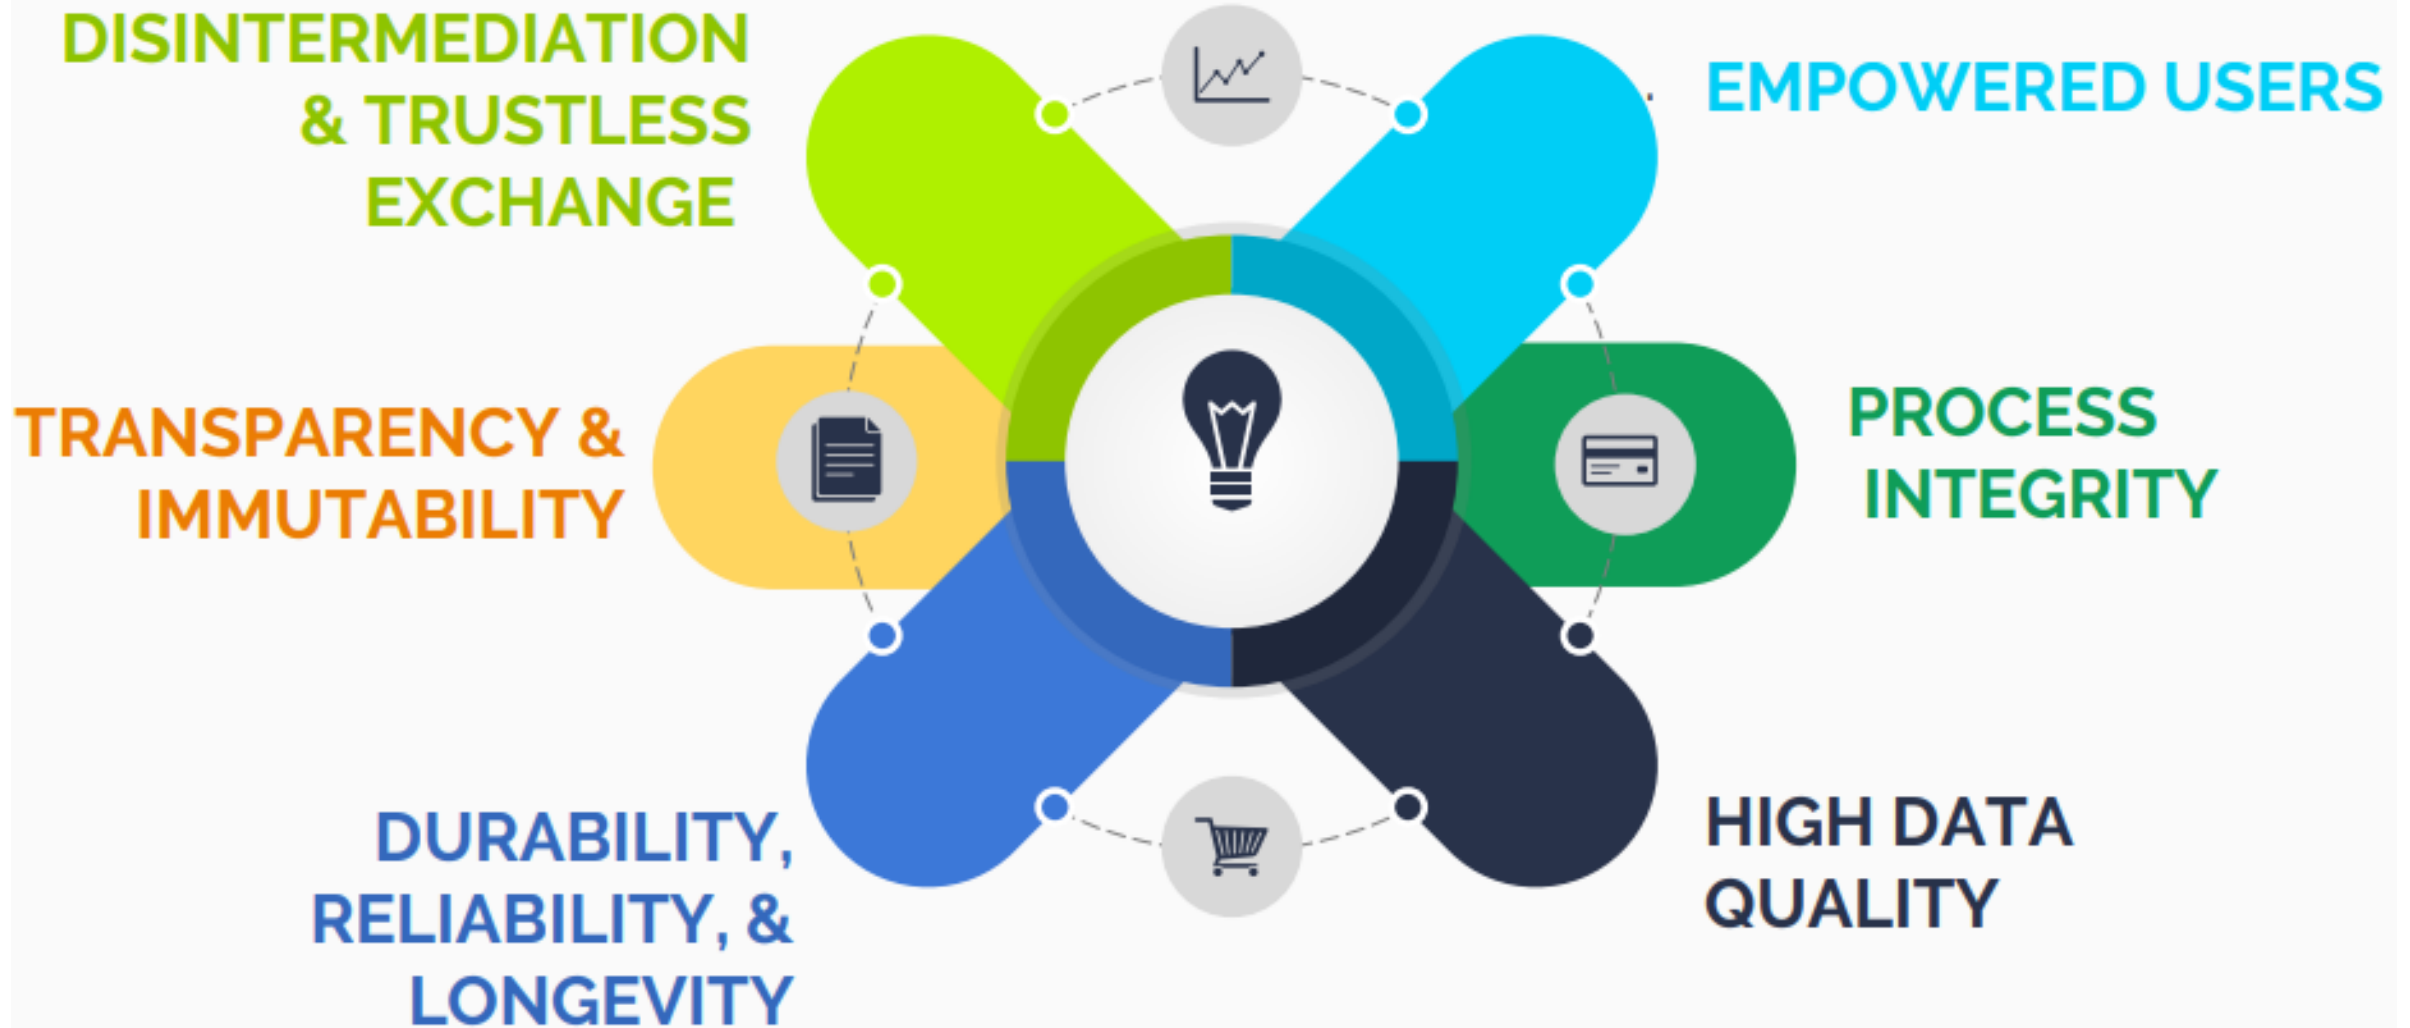 DISINTERMEDIATION
& TRUSTLESS
EXCHANGE
EMPOWERED USERS
TRANSPARENCY &
IMMUTABILITY
PROCESS
INTEGRITY
DURABILITY,
RELIABILITY, &
LONGEVITY
HIGH DATA
QUALITY